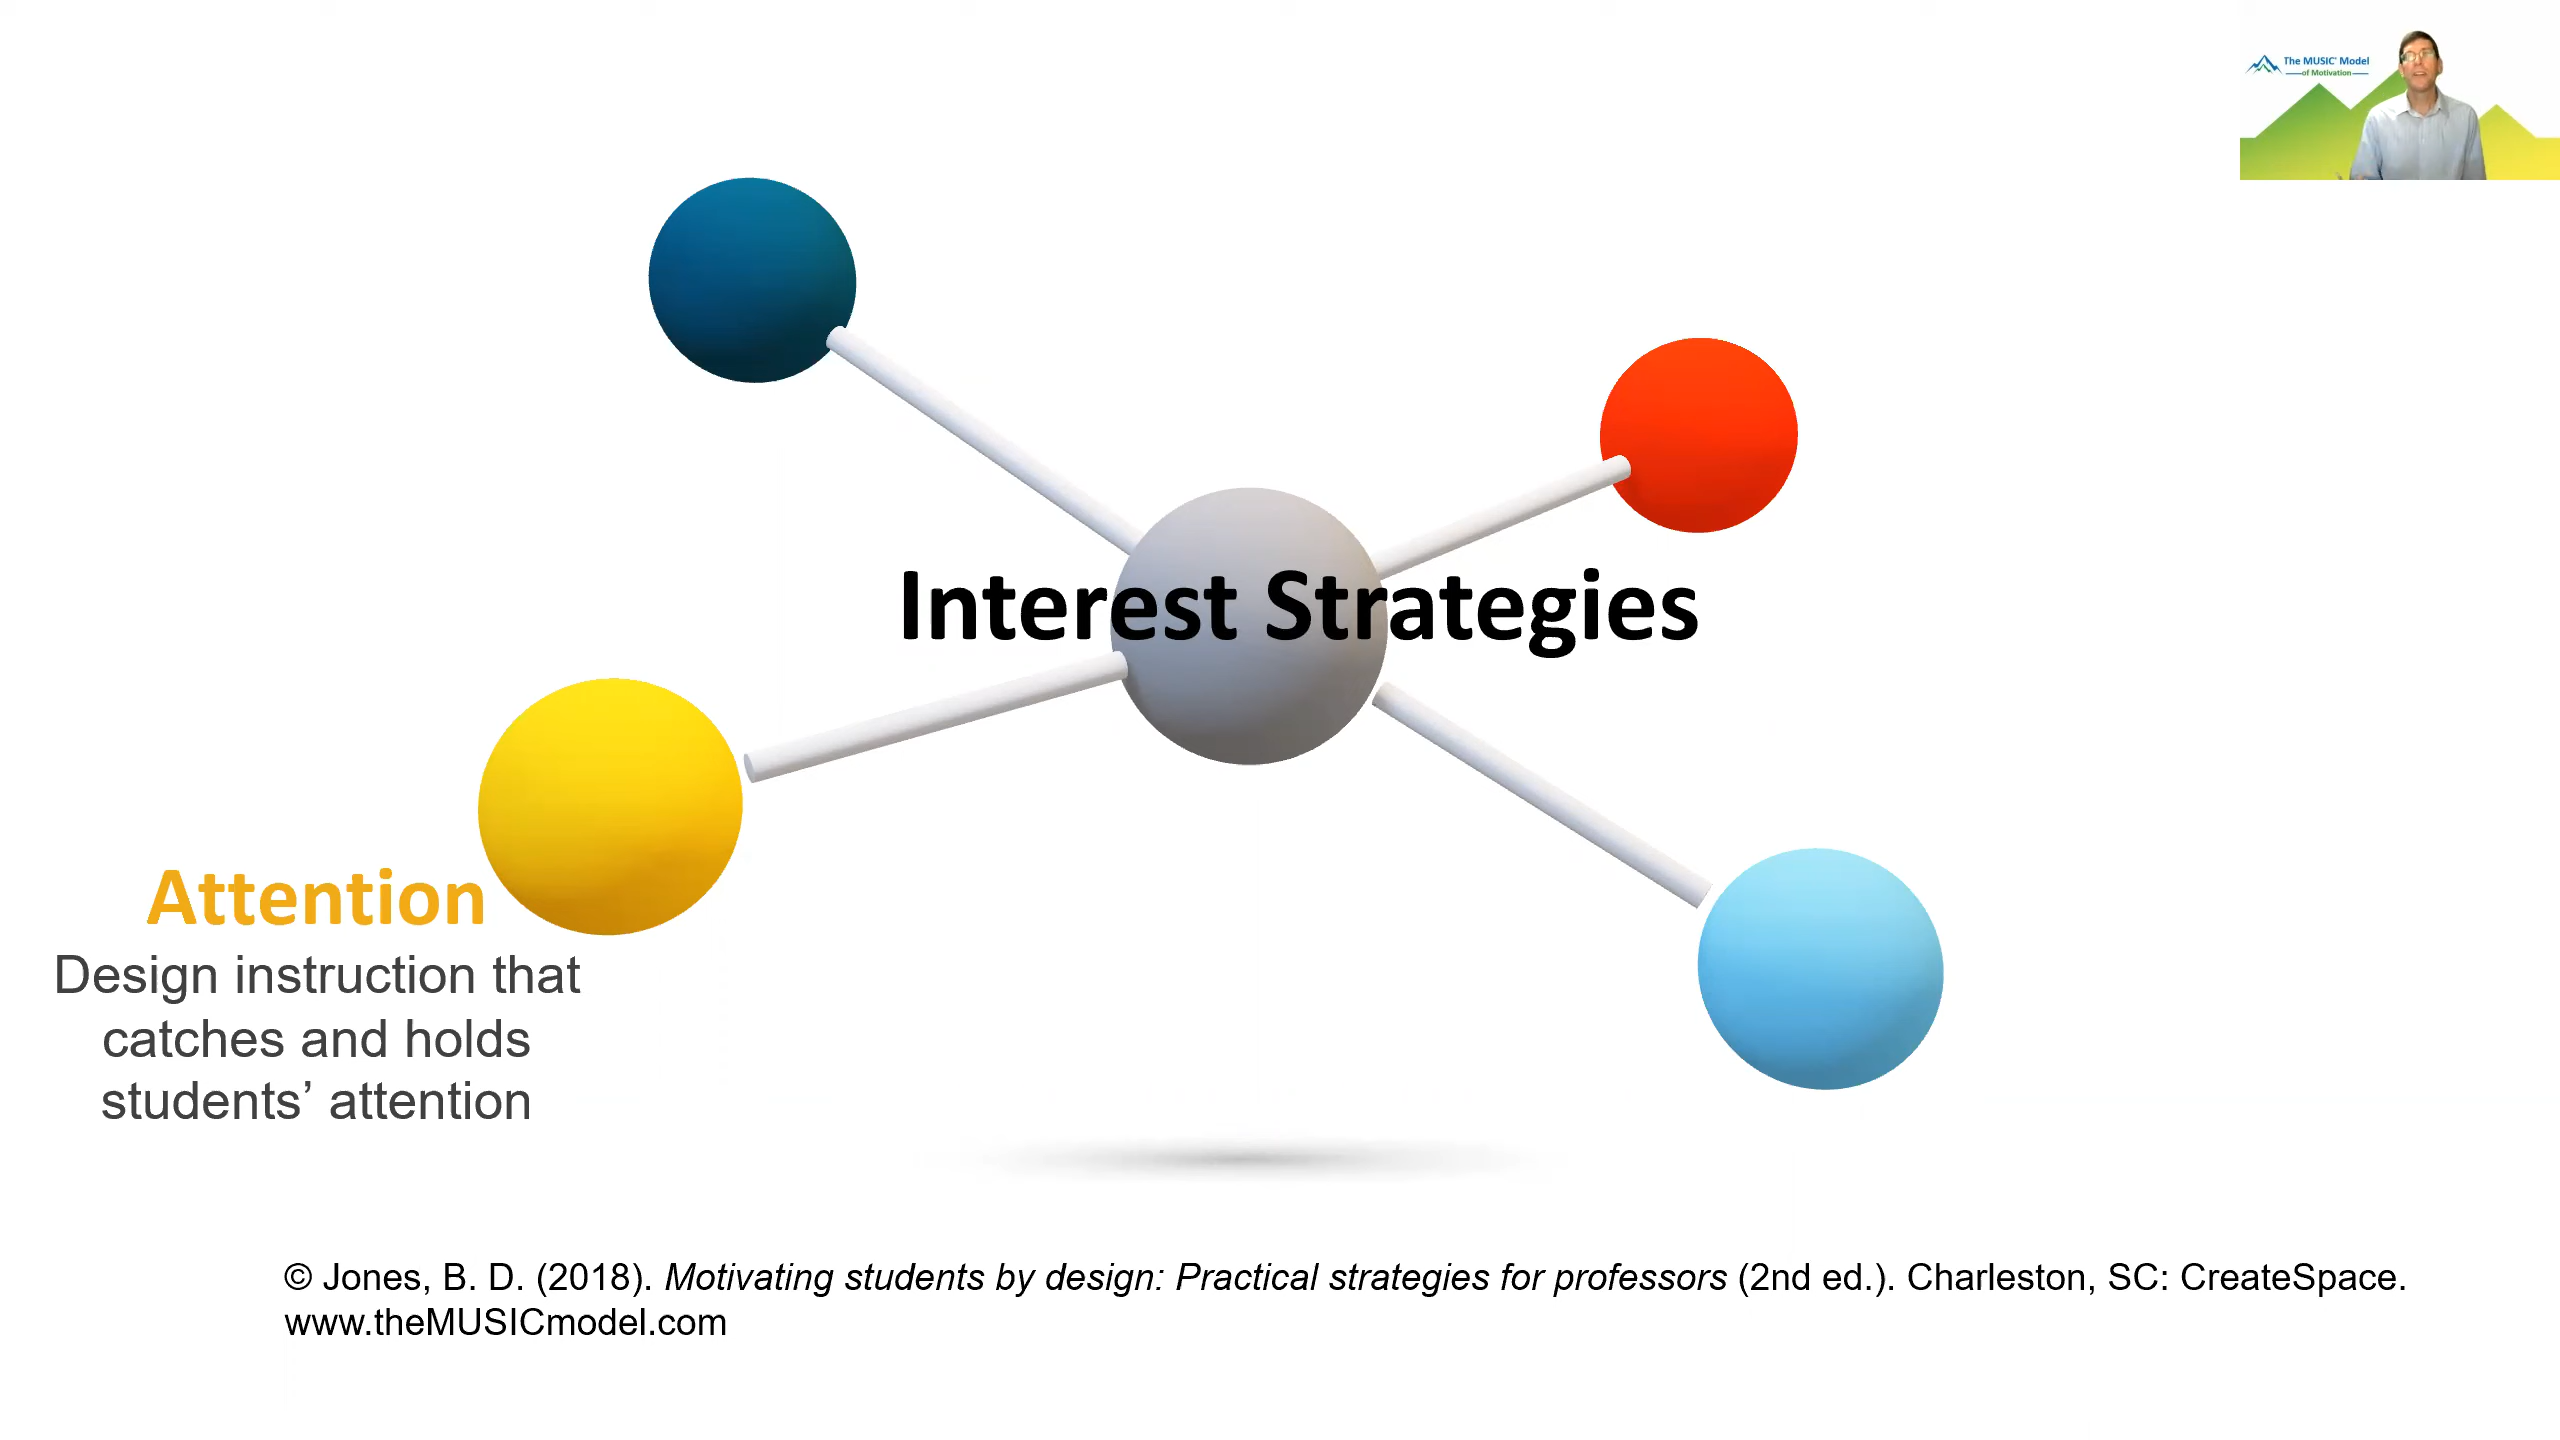 The MUSIC® Model
of Motivation
Interest Strategies
Attention
Design instruction that
catches and holds
students’ attention
© Jones, B. D. (2018). Motivating students by design: Practical strategies for professors (2nd ed.). Charleston, SC: CreateSpace.
www.theMUSICmodel.com